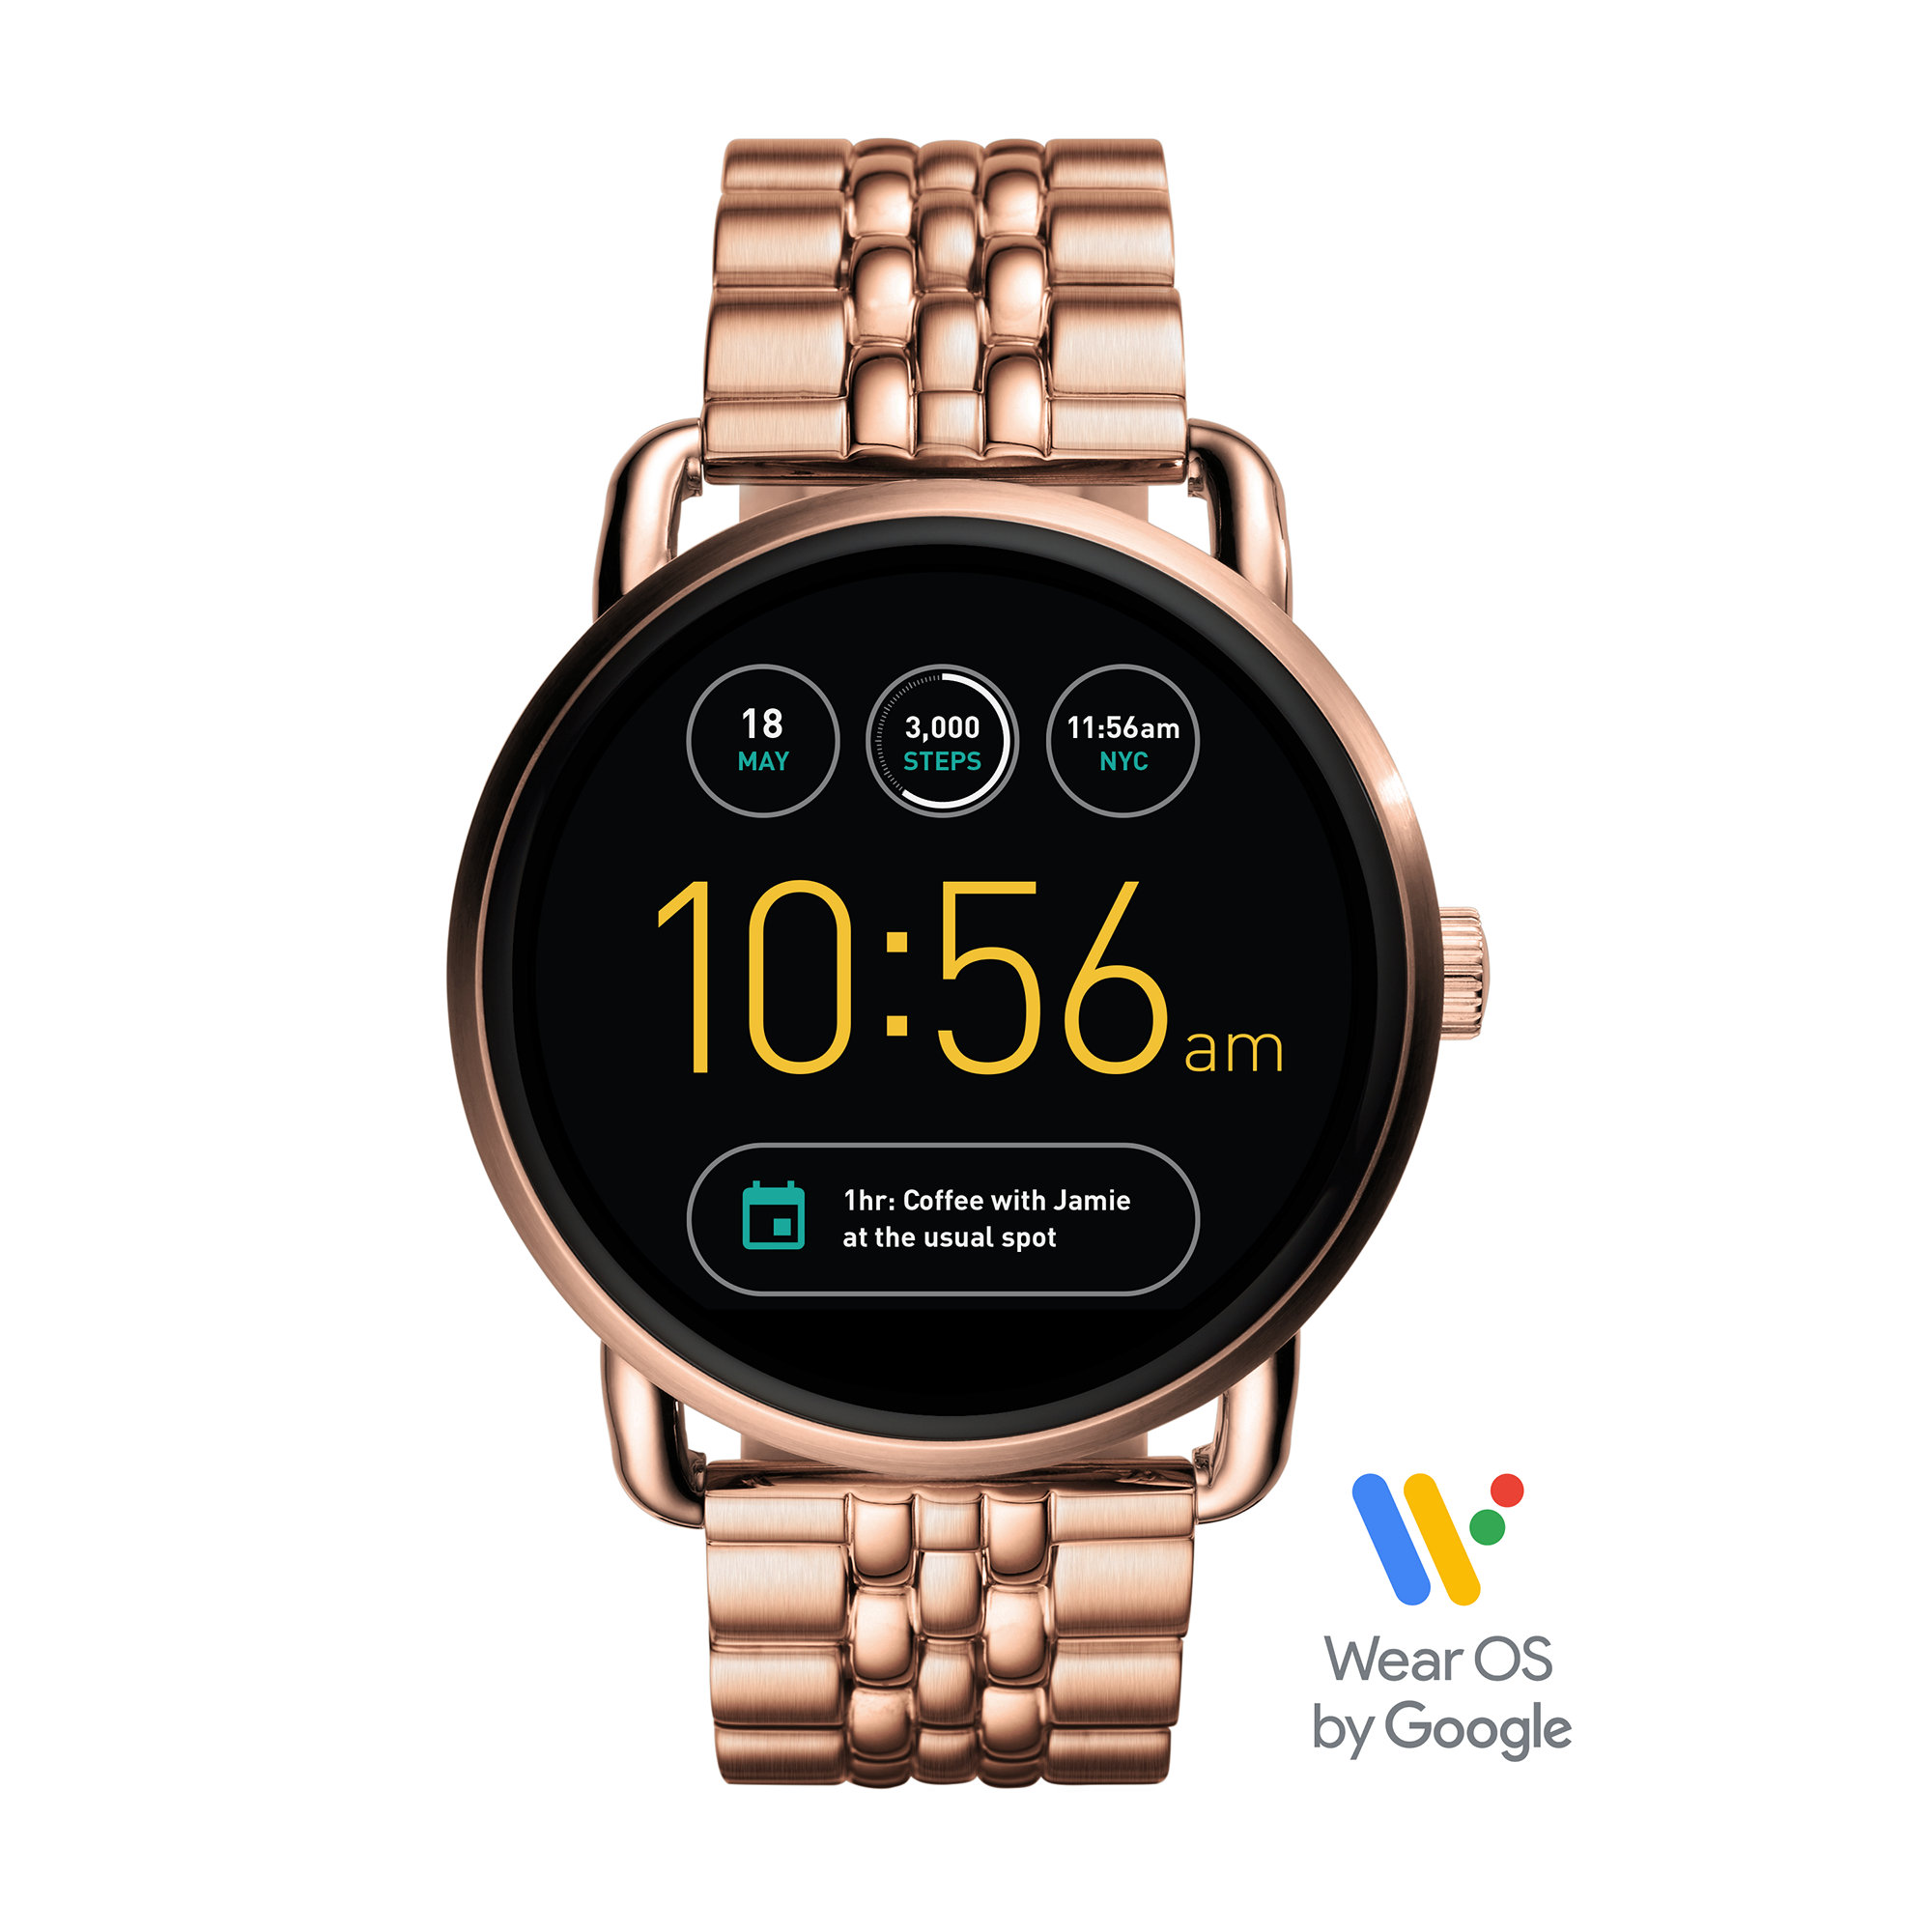 18
MAY
3,000
STEPS
11:56am
NYC
10:56am
1hr: Coffee with Jamie
at the usual spot
Wear OS
by Google